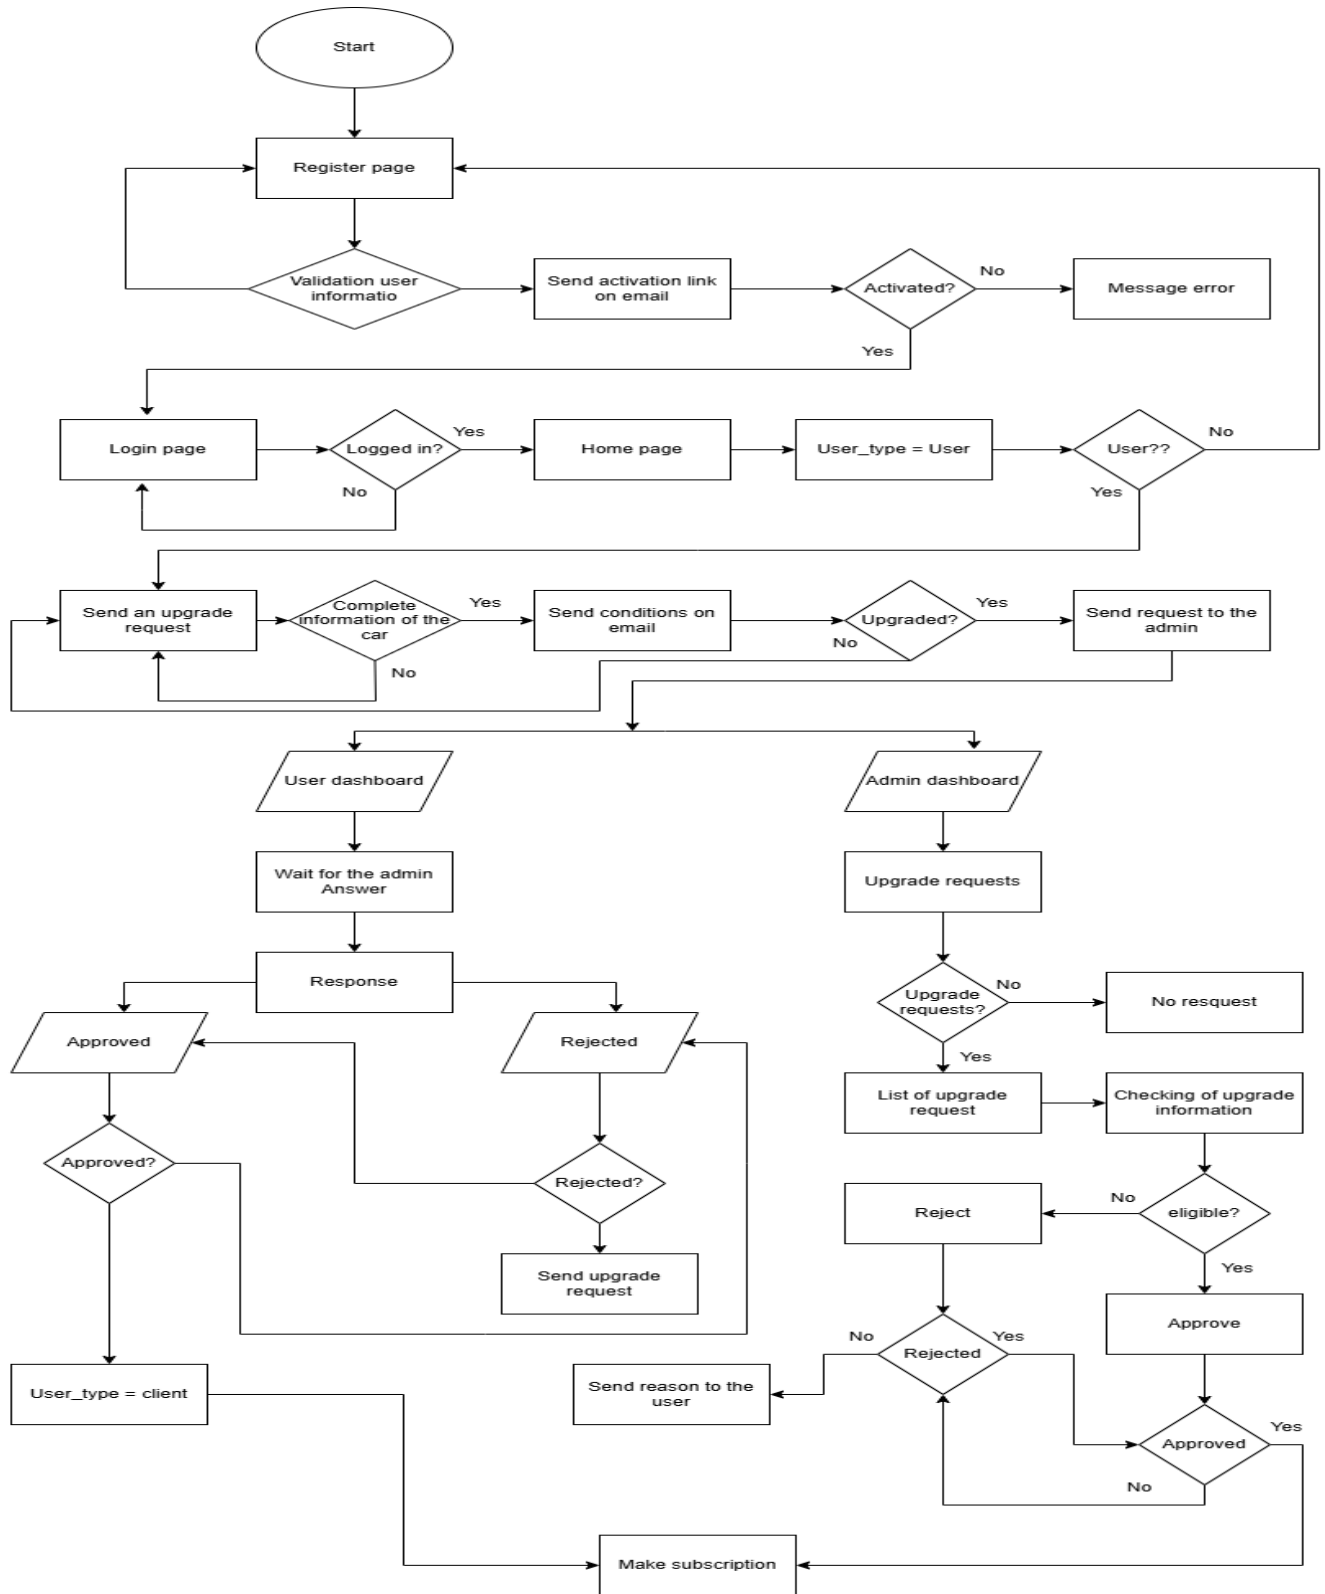 Start
Register page
Validation user
informatio
Send activation link
on email
Activated?
No
Message error
Yes
Login page
Logged in?
Yes
No
Home page
User_type = User
User??
No
Yes
Send an upgrade
request
Complete
information of the
car
Yes
No
Send conditions on
email
Upgraded?
Yes
No
Send request to the
admin
User dashboard
Admin dashboard
Wait for the admin
Answer
Upgrade requests
Response
Upgrade
requests?
No
No resquest
Yes
Approved
Rejected
List of upgrade
request
Checking of upgrade
information
Approved?
Rejected?
Reject
No
eligible?
Yes
Send upgrade
request
Approve
No
Rejected
Yes
User_type = client
Send reason to the
user
Approved
Yes
No
Make subscription